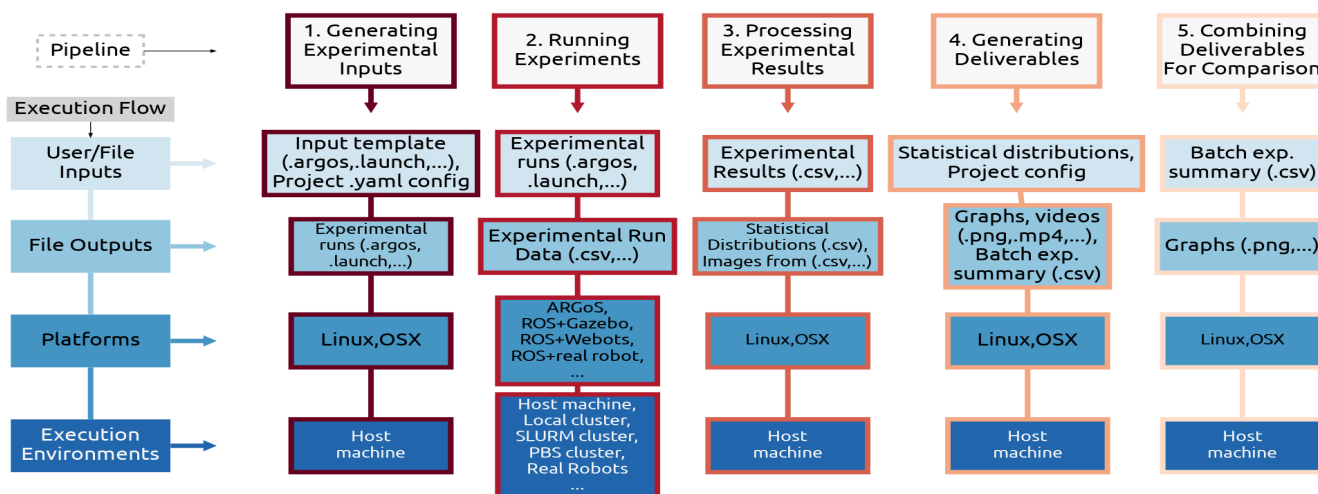 Pipeline
1. Generating
Experimental
Inputs
2. Running
Experiments
3. Processing
Experimental
Results
4. Generating
Deliverables
5. Combining
Deliverables
For Comparison
Execution Flow
User/File
Inputs
Input template
(.argos,.launch,...),
Project .yaml config
Experimental
runs (.argos,
.launch,...)
Experimental
Results (.csv,...)
Statistical distributions,
Project config
Batch exp.
summary (.csv)
File Outputs
Experimental
runs (.argos,
.launch,...)
Experimental Run
Data (.csv,...)
Statistical
Distributions (.csv),
Images from (.csv,...)
Graphs, videos
(.png,.mp4,...),
Batch exp.
summary (.csv)
Graphs (.png,...)
Platforms
Linux,OSX
ARGoS,
ROS+Gazebo,
ROS+Webots,
ROS+real robot,
...
Linux,OSX
Linux,OSX
Linux,OSX
Execution
Environments
Host
machine
Host machine,
Local cluster,
SLURM cluster,
PBS cluster,
Real Robots
...
Host
machine
Host
machine
Host
machine